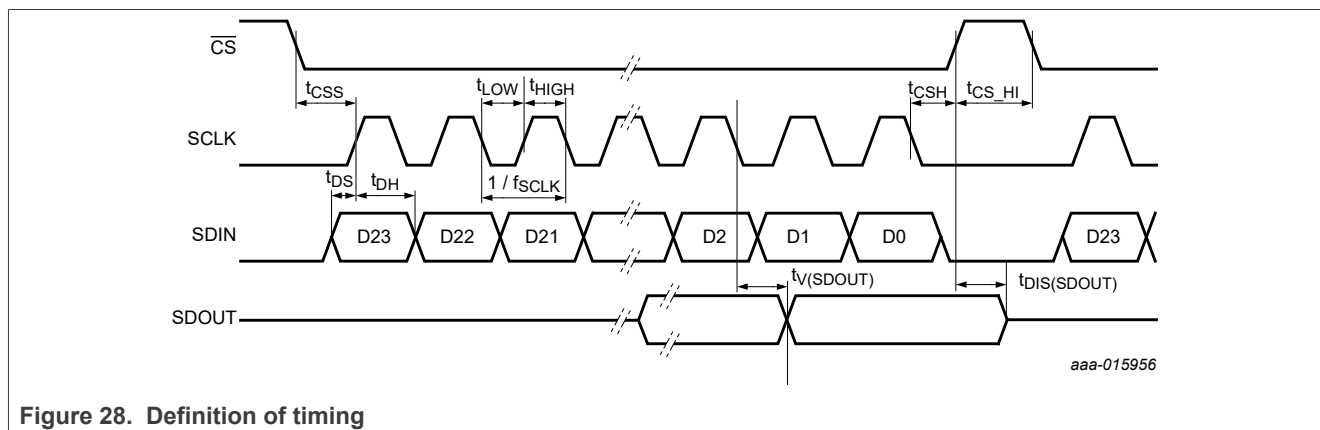 CS
tCSS
tLOW
tHIGH
tCSH
tCS_HI
SCLK
tDS
tDH
1 / fSCLK
SDIN
D23
D22
D21
D2
D1
D0
D23
tV(SDOUT)
tDIS(SDOUT)
SDOUT
aaa-015956
Figure 28. Definition of timing